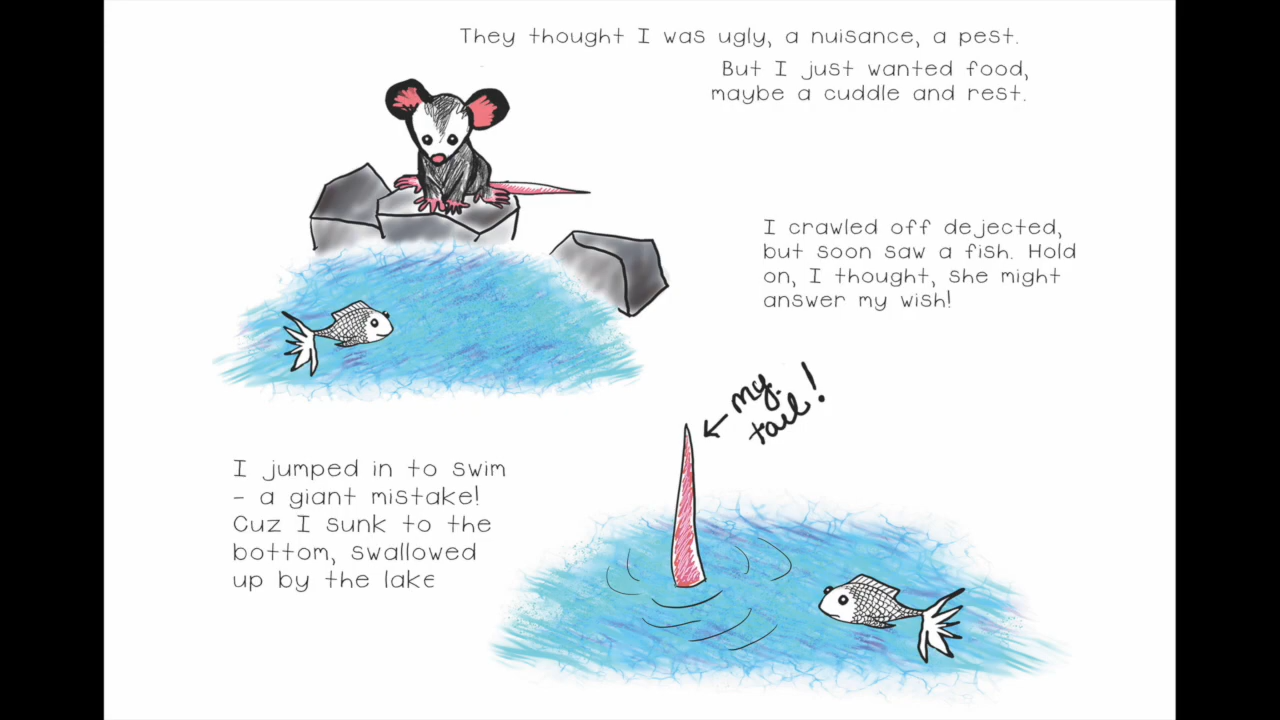 They thought I was ugly, a nuisance, a pest.
But I just wanted food,
maybe a cuddle and rest.
I crawled off dejected,
but soon saw a fish. Hold
on, I thought, she might
answer my wish!
my
tail!
I jumped in to swim
- a giant mistake!
Cuz I sunk to the
bottom, swallowed
up by the lake